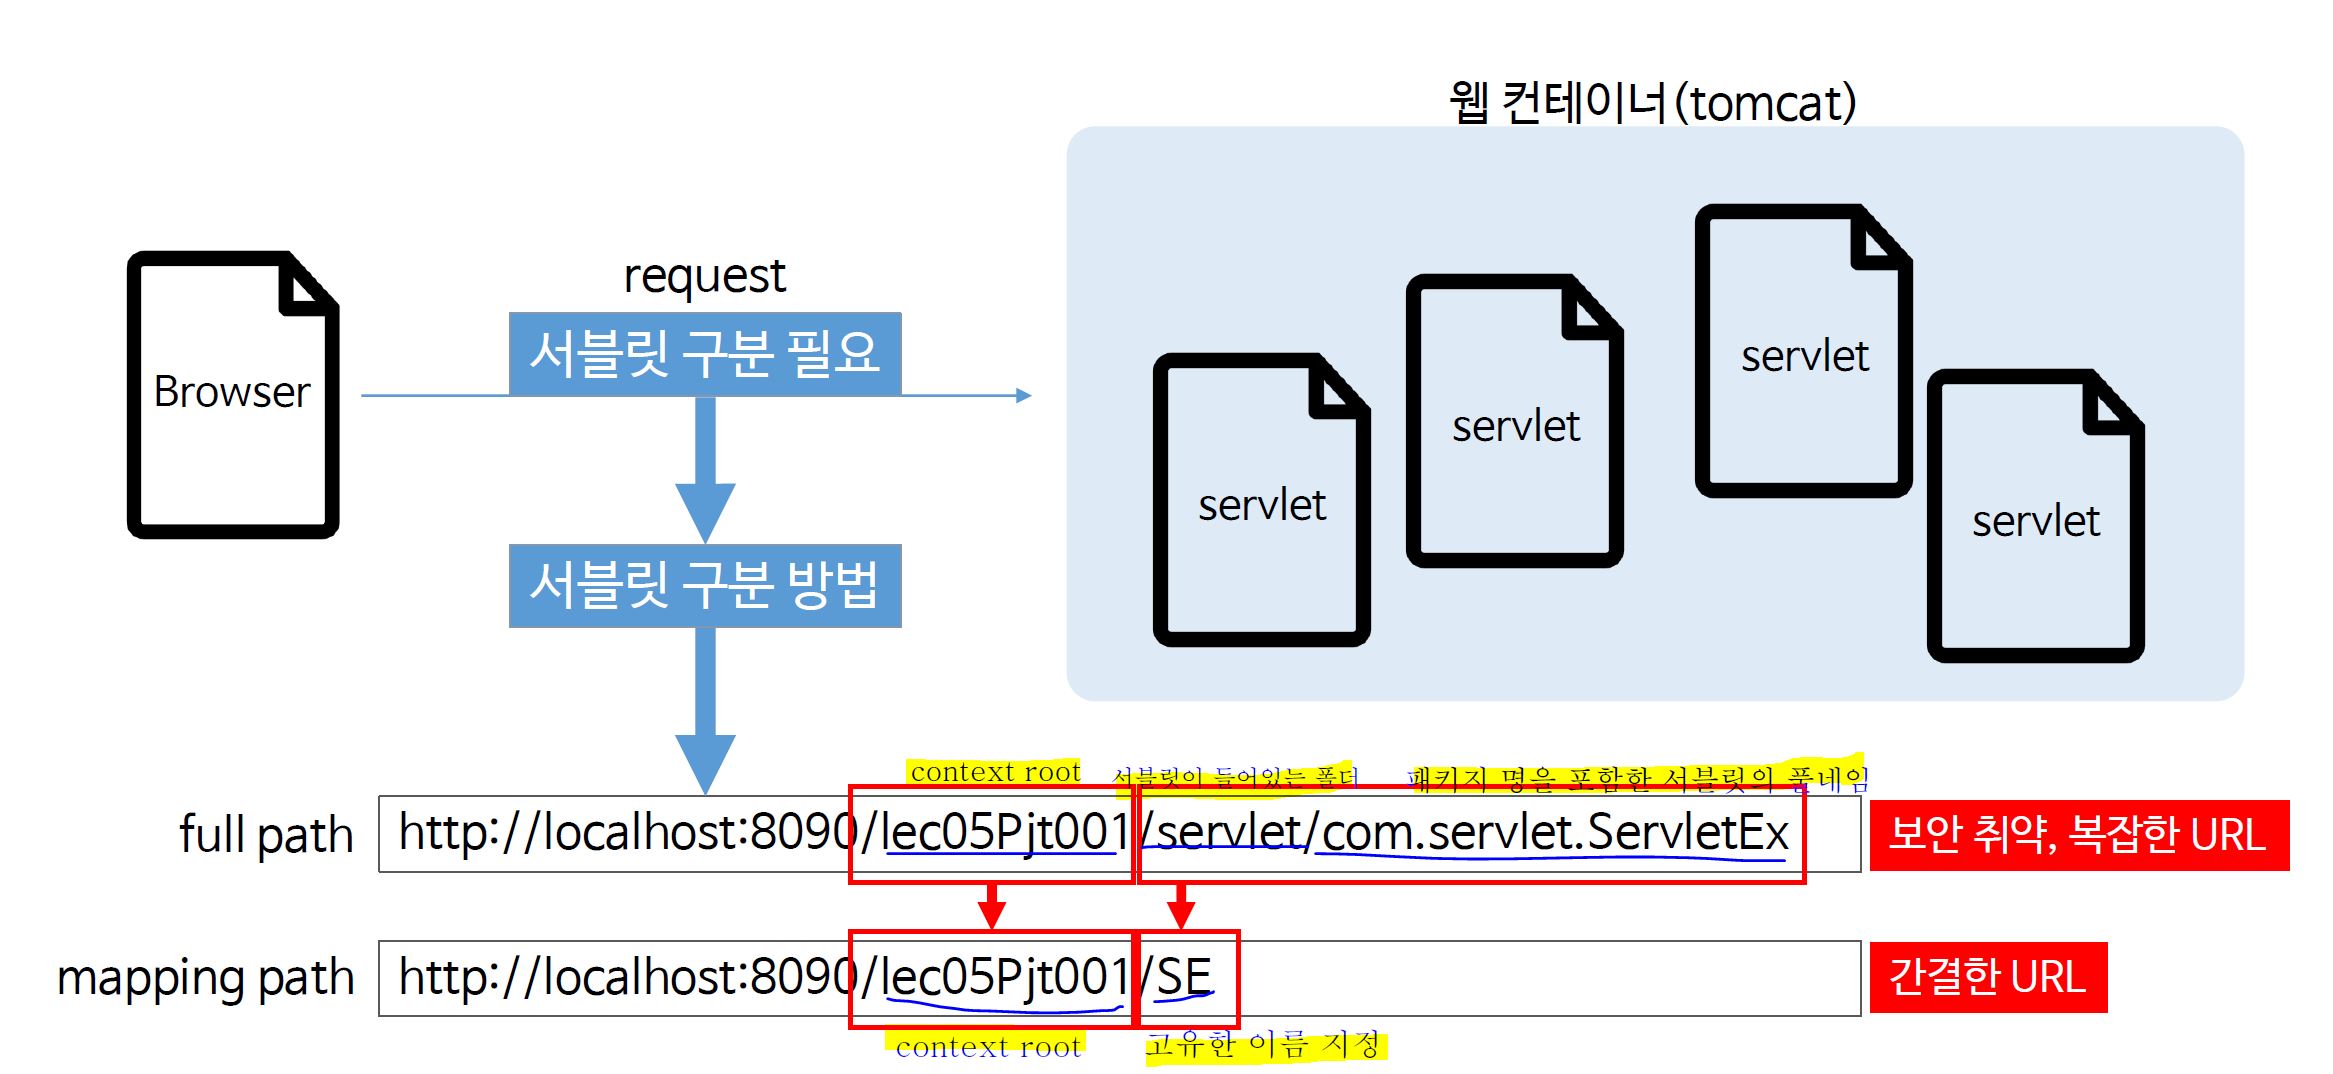 웹 컨테이너(tomcat)
Browser
request
서블릿 구분 필요
서블릿 구분 방법
servlet
servlet
servlet
servlet
context root
서블릿이 들어있는 폴더
패키지 명을 포함한 서블릿의 풀네임
full path
http://localhost:8090/lec05Pjt001/servlet/com.servlet.ServletEx
보안 취약, 복잡한 URL
mapping path
http://localhost:8090/lec05Pjt001/SE
간결한 URL
context root
고유한 이름 지정